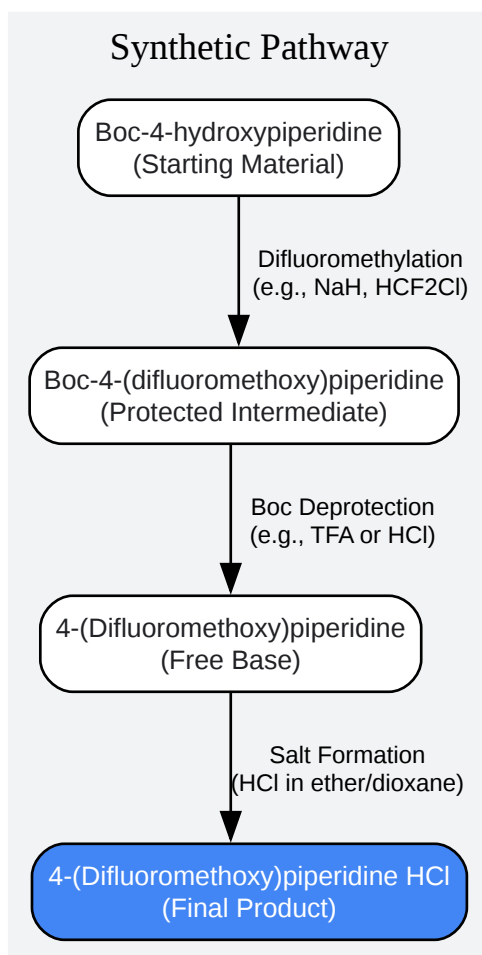 Synthetic Pathway
Boc-4-hydroxypiperidine
(Starting Material)
Difluoromethylation
(e.g., NaH, HCF2Cl)
Boc-4-(difluoromethoxy)piperidine
(Protected Intermediate)
Boc Deprotection
(e.g., TFA or HCl)
4-(Difluoromethoxy)piperidine
(Free Base)
Salt Formation
(HCl in ether/dioxane)
4-(Difluoromethoxy)piperidine HCl
(Final Product)